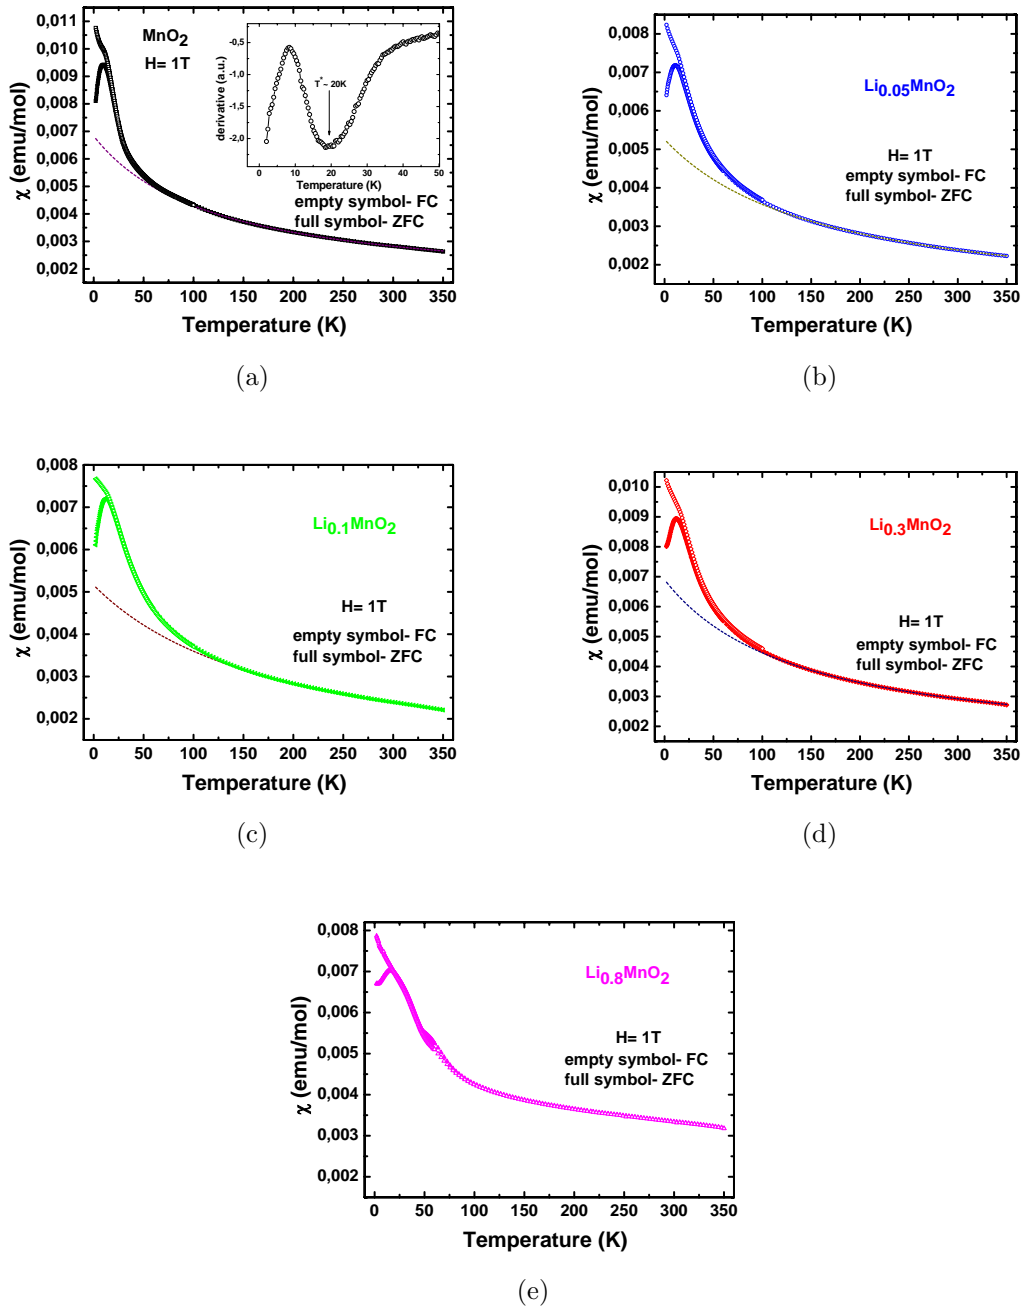 MnO2
H= 1T
empty symbol- FC
full symbol- ZFC
χ (emu/mol)
0,011
0,010
0,009
0,008
0,007
0,006
0,005
0,004
0,003
0,002
0 50 100 150 200 250 300 350
Temperature (K)
derivative (a.u.)
-0,5
-1,0
-1,5
-2,0
T*~ 20K
0 10 20 30 40 50
Temperature (K)
(a)
Li0.05MnO2
H= 1T
empty symbol- FC
full symbol- ZFC
χ (emu/mol)
0,008
0,007
0,006
0,005
0,004
0,003
0,002
0 50 100 150 200 250 300 350
Temperature (K)
(b)
Li0.1MnO2
H= 1T
empty symbol- FC
full symbol- ZFC
χ (emu/mol)
0,008
0,007
0,006
0,005
0,004
0,003
0,002
0 50 100 150 200 250 300 350
Temperature (K)
(c)
Li0.3MnO2
H= 1T
empty symbol- FC
full symbol- ZFC
χ (emu/mol)
0,010
0,009
0,008
0,007
0,006
0,005
0,004
0,003
0,002
0 50 100 150 200 250 300 350
Temperature (K)
(d)
Li0.8MnO2
H= 1T
empty symbol- FC
full symbol- ZFC
χ (emu/mol)
0,008
0,007
0,006
0,005
0,004
0,003
0,002
0 50 100 150 200 250 300 350
Temperature (K)
(e)